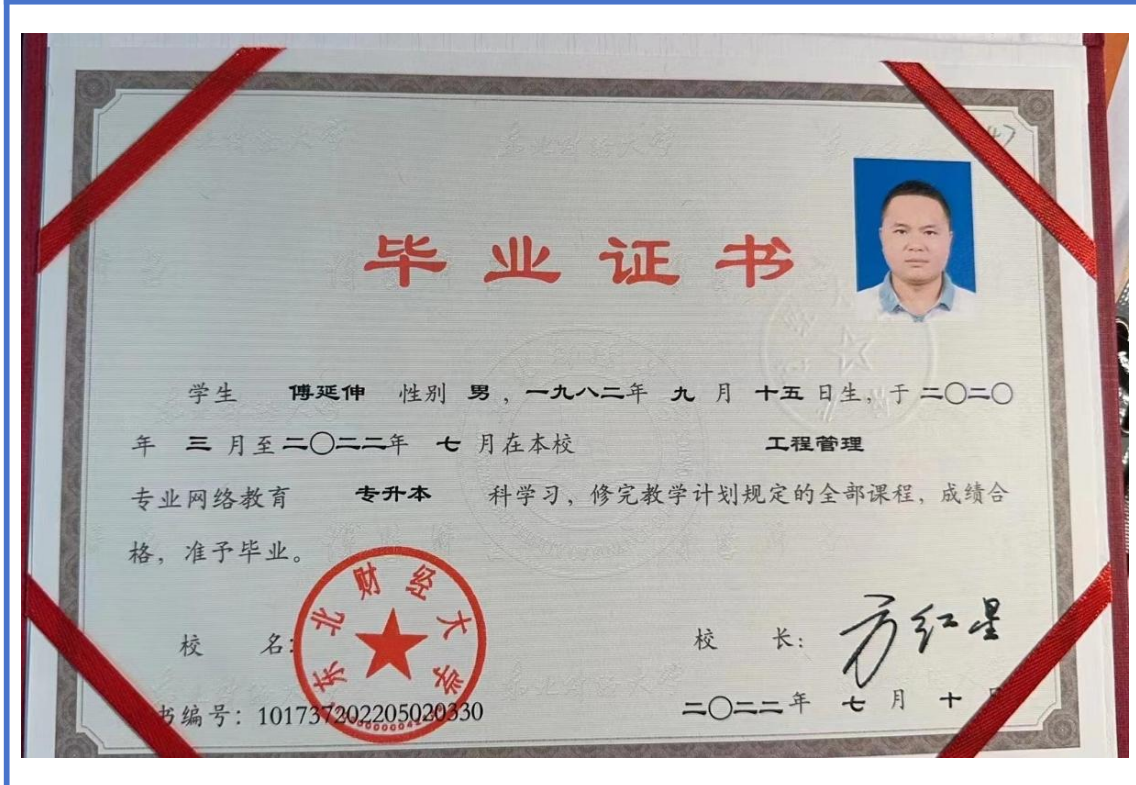 47
毕业证书
学生 傅延伸 性别 男，一九八二年 九 月 十五 日生，于 二〇二〇
年 三 月至 二〇二二年 七 月在本校 工程管理
专业网络教育 专升本 科学习，修完教学计划规定的全部课程，成绩合
格，准予毕业。
校 名：
东北财经大学
校 长：
方红星
书编号：101737202205020330
二〇二二年 七 月 十